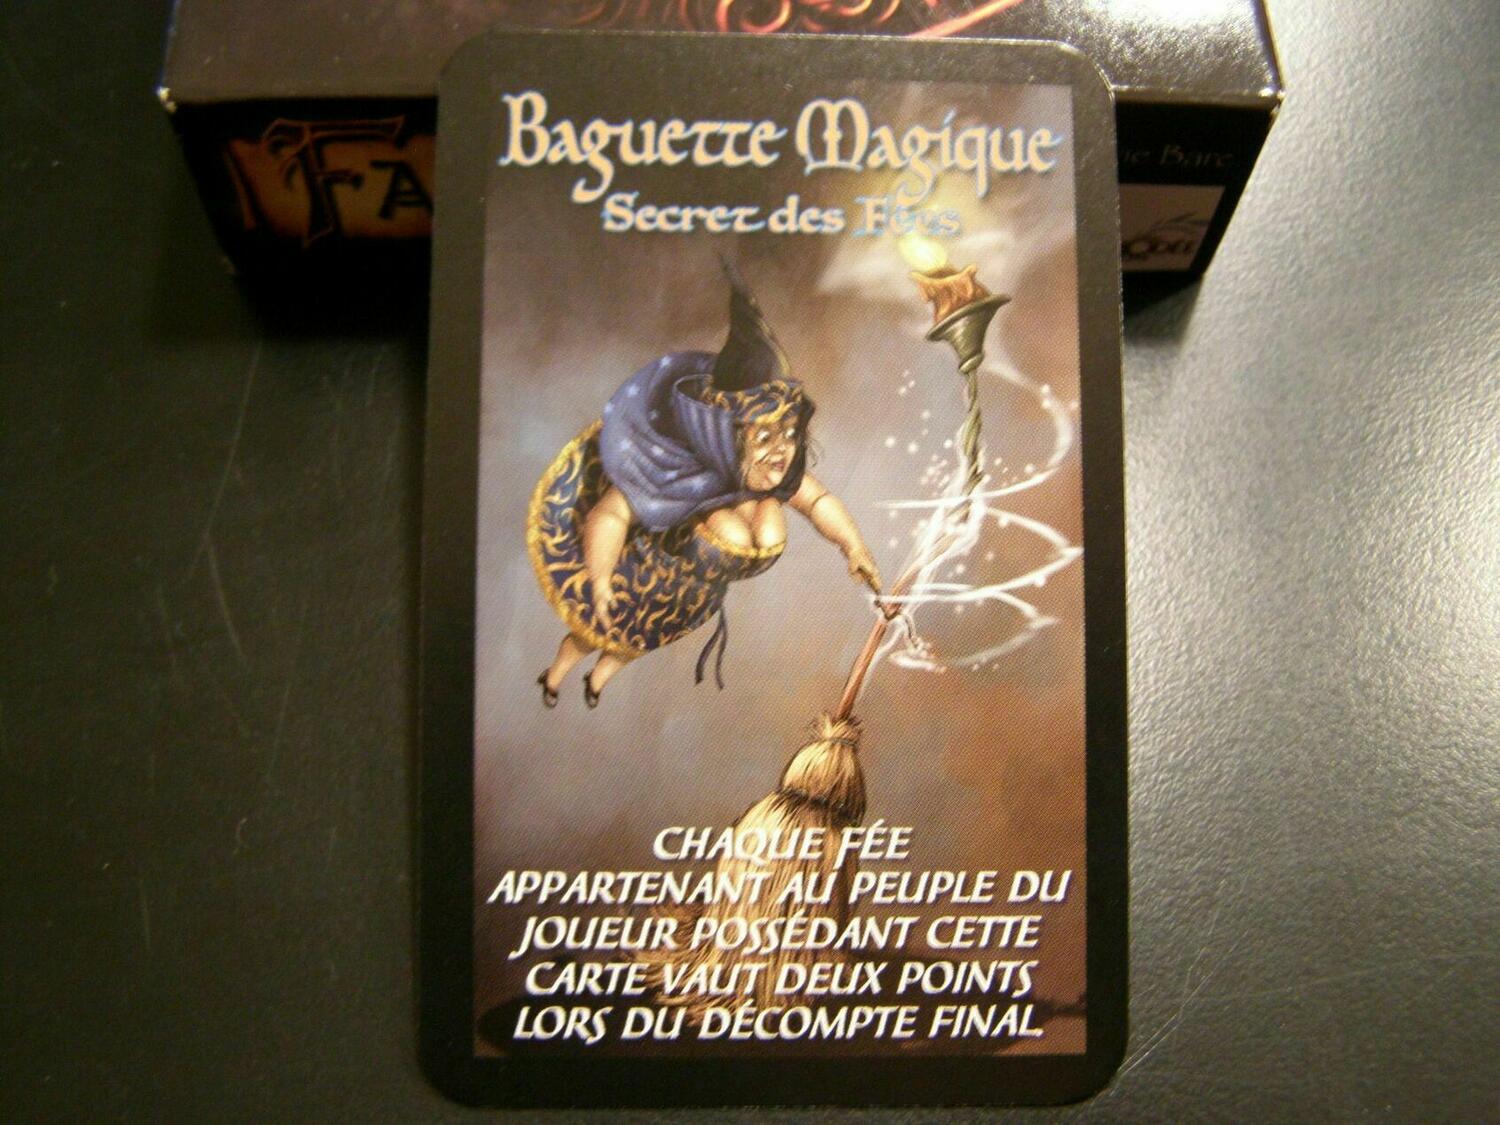 Baguette Magique
Secret des Fées
CHAQUE FÉE
APPARTENANT AU PEUPLE DU
JOUEUR POSSÉDANT CETTE
CARTE VAUT DEUX POINTS
LORS DU DÉCOMPTE FINAL.